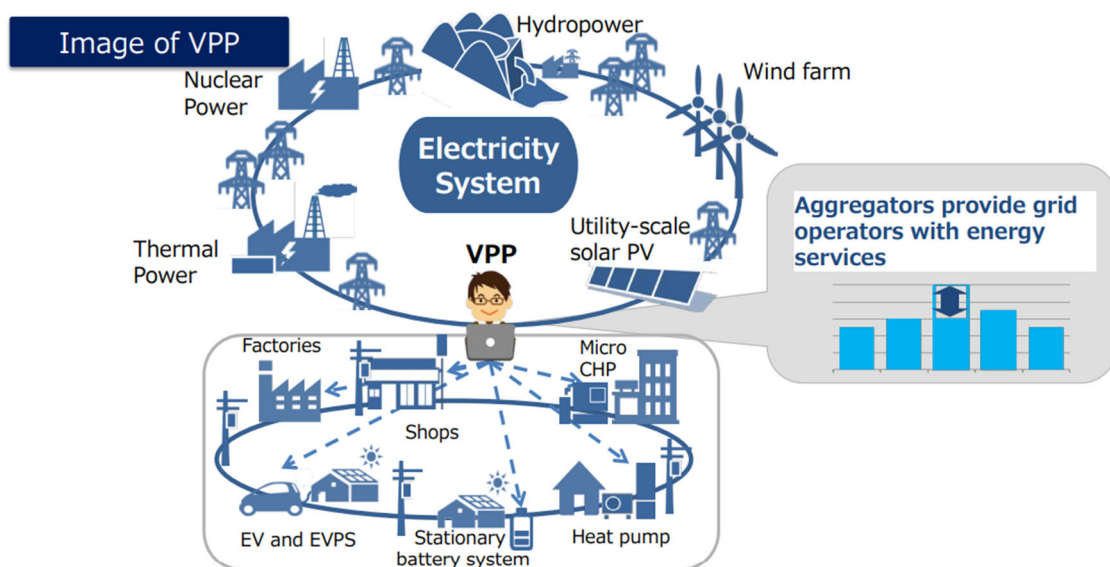 Image of VPP
Hydropower
Nuclear
Power
Wind farm
Electricity
System
Thermal
Power
VPP
Utility-scale
solar PV
Aggregators provide grid
operators with energy
services
Factories
Micro
CHP
Shops
EV and EVPS
Stationary
battery system
Heat pump